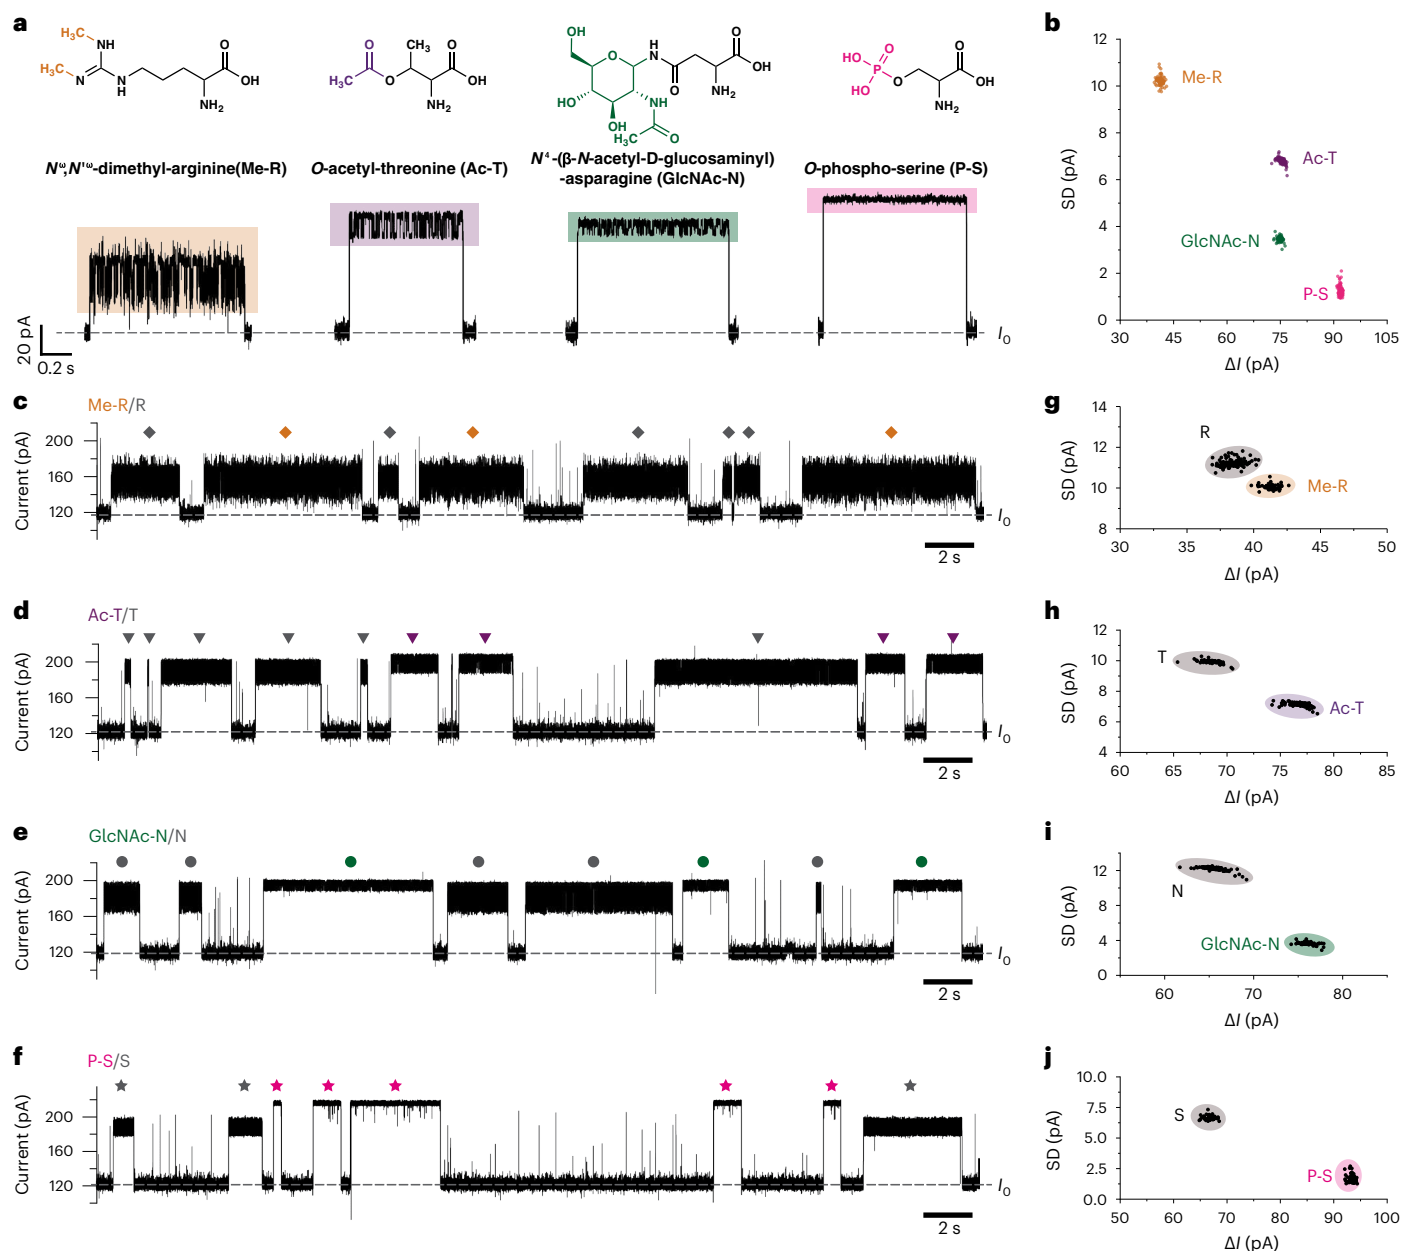 a
H₃C
NH
H₃C
N
N
H
O
OH
NH₂
O
CH₃
O
H₃C
O
OH
NH₂
OH
O
H
N
O
OH
HO
NH
O
NH₂
OH
H₃C
O
HO
O
P
HO
O
O
OH
NH₂
Nᵚ,N'ᵚ-dimethyl-arginine(Me-R)
O-acetyl-threonine (Ac-T)
N⁴-(β-N-acetyl-D-glucosaminyl)
-asparagine (GlcNAc-N)
O-phospho-serine (P-S)
20 pA
0.2 s
I₀
b
12
10
8
6
4
2
0
SD (pA)
Me-R
Ac-T
GlcNAc-N
P-S
30 45 60 75 90 105
ΔI (pA)
c
Me-R/R
200
160
120
Current (pA)
I₀
2 s
g
14
12
10
8
SD (pA)
R
Me-R
30 35 40 45 50
ΔI (pA)
d
Ac-T/T
200
160
120
Current (pA)
I₀
2 s
h
12
10
8
6
4
SD (pA)
T
Ac-T
60 65 70 75 80 85
ΔI (pA)
e
GlcNAc-N/N
200
160
120
Current (pA)
I₀
2 s
i
12
8
4
0
SD (pA)
N
GlcNAc-N
60 70 80
ΔI (pA)
f
P-S/S
200
160
120
Current (pA)
I₀
2 s
j
10.0
7.5
5.0
2.5
0.0
SD (pA)
S
P-S
50 60 70 80 90 100
ΔI (pA)